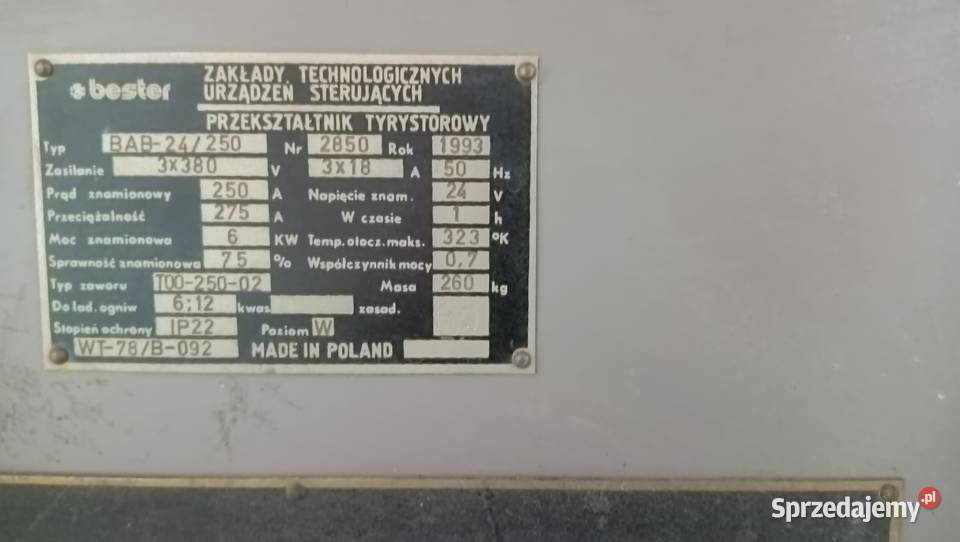 bester
ZAKŁADY TECHNOLOGICZNYCH
URZĄDZEŃ STERUJĄCYCH
PRZEKSZTAŁTNIK TYRYSTOROWY
Typ BAB-24/250 Nr 2850 Rok 1993
Zasilanie 3x380 V 3x18 A 50 Hz
Prąd znamionowy 250 A Napięcie znam. 24 V
Przeciążalność 275 A W czasie 1 h
Moc znamionowa 6 KW Temp.otocz.maks. 323 °K
Sprawność znamionowa 75 % Współczynnik mocy 0,7
Typ zaworu T00-250-02 Masa 260 kg
Do ład. ogniw 6;12 kwas zasad.
Stopień ochrony IP22 Poziom W
WT-78/B-092 MADE IN POLAND
Sprzedajemy.pl